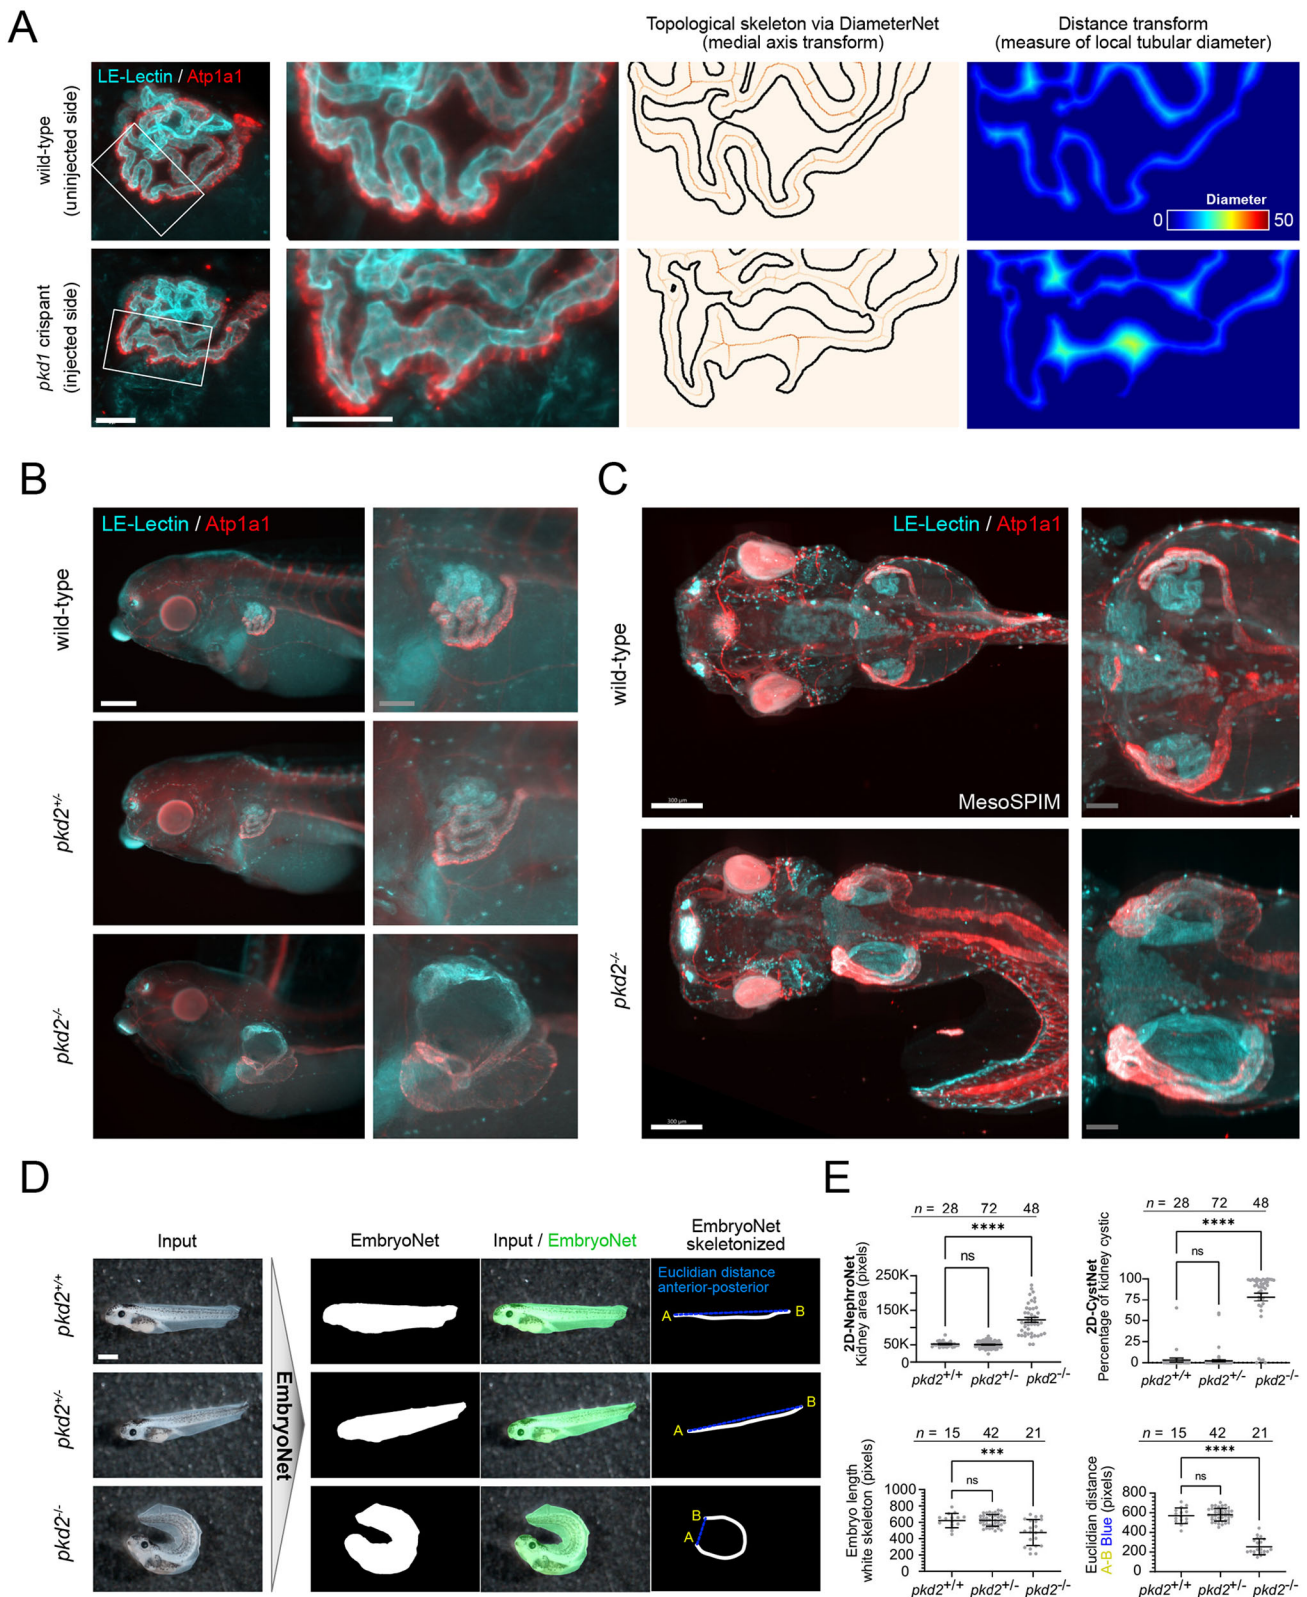 A
Topological skeleton via DiameterNet
(medial axis transform)
Distance transform
(measure of local tubular diameter)
LE-Lectin / Atp1a1
wild-type
(uninjected side)
Diameter
0 50
pkd1 crispant
(injected side)
B
LE-Lectin / Atp1a1
wild-type
pkd2+/-
pkd2-/-
C
LE-Lectin / Atp1a1
wild-type
300 µm
MesoSPIM
pkd2-/-
300 µm
D
Input
EmbryoNet
Input / EmbryoNet
EmbryoNet
skeletonized
pkd2+/+
Euclidian distance
anterior-posterior
A B
EmbryoNet
pkd2+/-
A B
pkd2-/-
B
A
E
n = 28 72 48
****
ns
2D-NephroNet
Kidney area (pixels)
250K
150K
50K
0
pkd2+/+ pkd2+/- pkd2-/-
n = 28 72 48
****
ns
2D-CystNet
Percentage of kidney cystic
100
75
50
25
0
pkd2+/+ pkd2+/- pkd2-/-
n = 15 42 21
***
ns
Embryo length
white skeleton (pixels)
1000
800
600
400
200
0
pkd2+/+ pkd2+/- pkd2-/-
n = 15 42 21
****
ns
Euclidian distance
A-B Blue (pixels)
800
600
400
200
0
pkd2+/+ pkd2+/- pkd2-/-